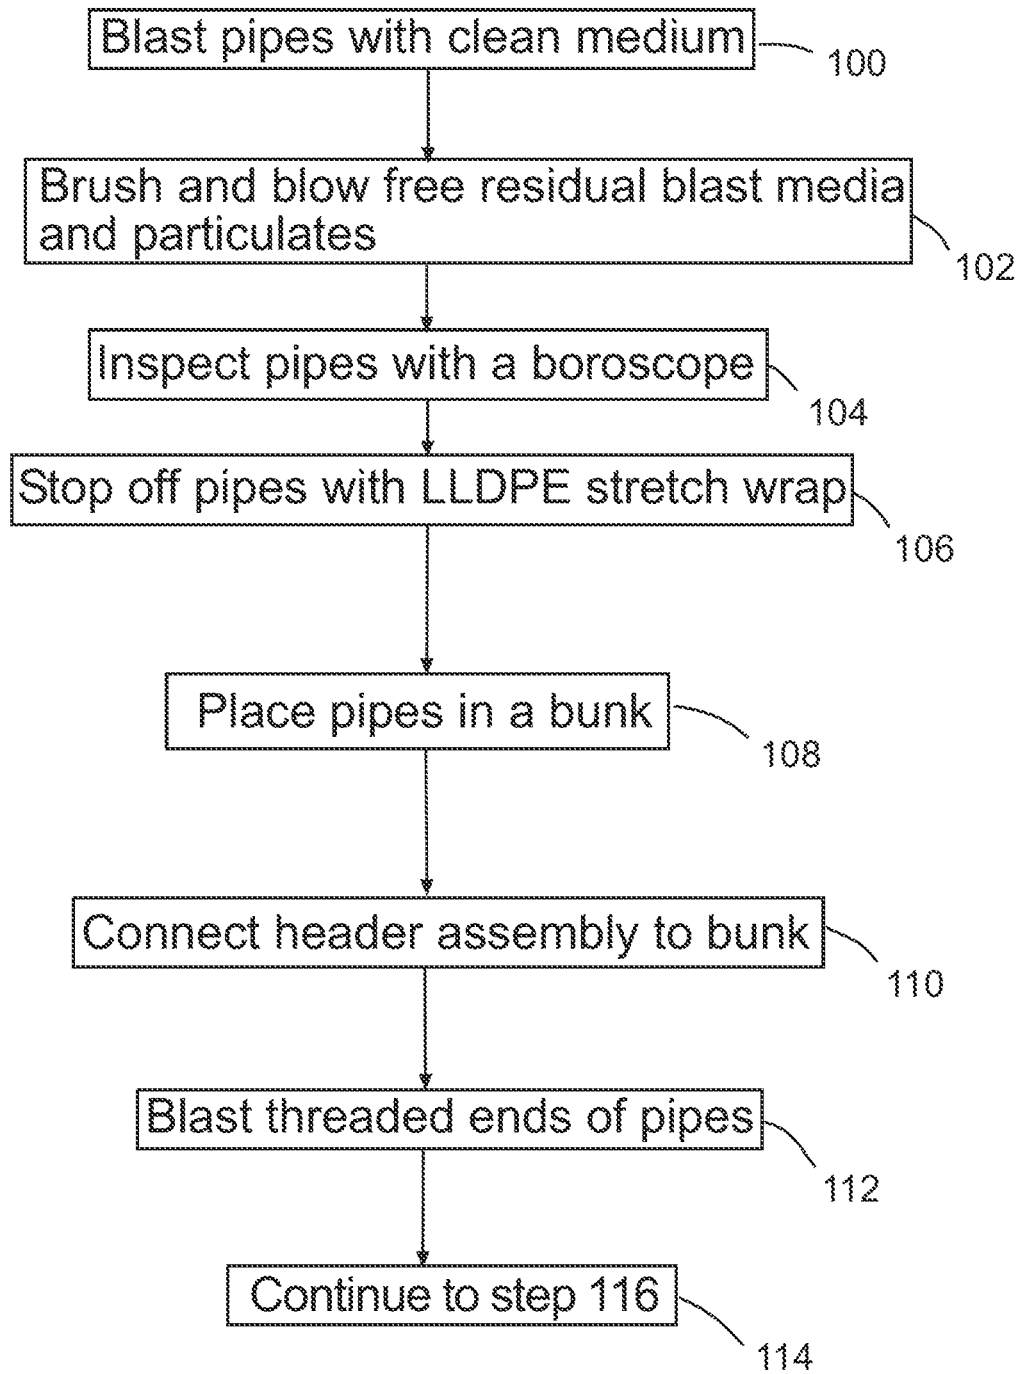 Blast pipes with clean medium
100
Brush and blow free residual blast media
and particulates
102
Inspect pipes with a boroscope
104
Stop off pipes with LLDPE stretch wrap
106
Place pipes in a bunk
108
Connect header assembly to bunk
110
Blast threaded ends of pipes
112
Continue to step 116
114